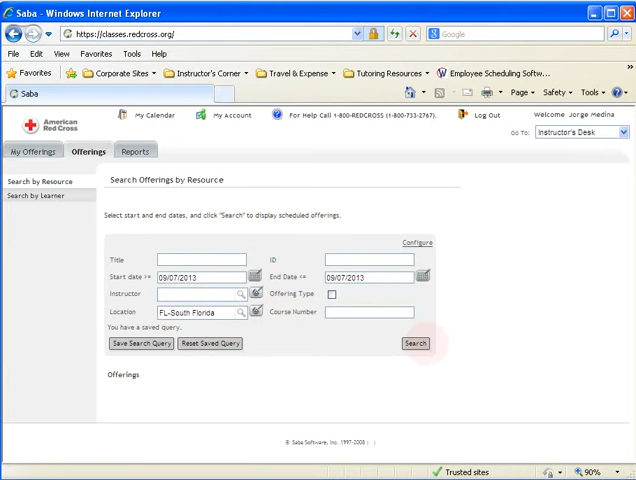 Saba - Windows Internet Explorer
https://classes.redcross.org/
Google
File Edit View Favorites Tools Help
Favorites Corporate Sites Instructor's Corner Travel & Expense Tutoring Resources Employee Scheduling Softw...
Saba
Page Safety Tools
American Red Cross
My Calendar My Account For Help Call 1-800-REDCROSS (1-800-733-2767). Log Out Welcome Jorge Medina
Go To: Instructor's Desk
My Offerings Offerings Reports
Search by Resource
Search by Learner
Search Offerings by Resource
Select start and end dates, and click "Search" to display scheduled offerings.
Configure
Title ID
Start date >= 09/07/2013 End Date <= 09/07/2013
Instructor Offering Type
Location FL-South Florida Course Number
You have a saved query.
Save Search Query Reset Saved Query Search
Offerings
© Saba Software, Inc. 1997-2008 | |
Trusted sites 90%